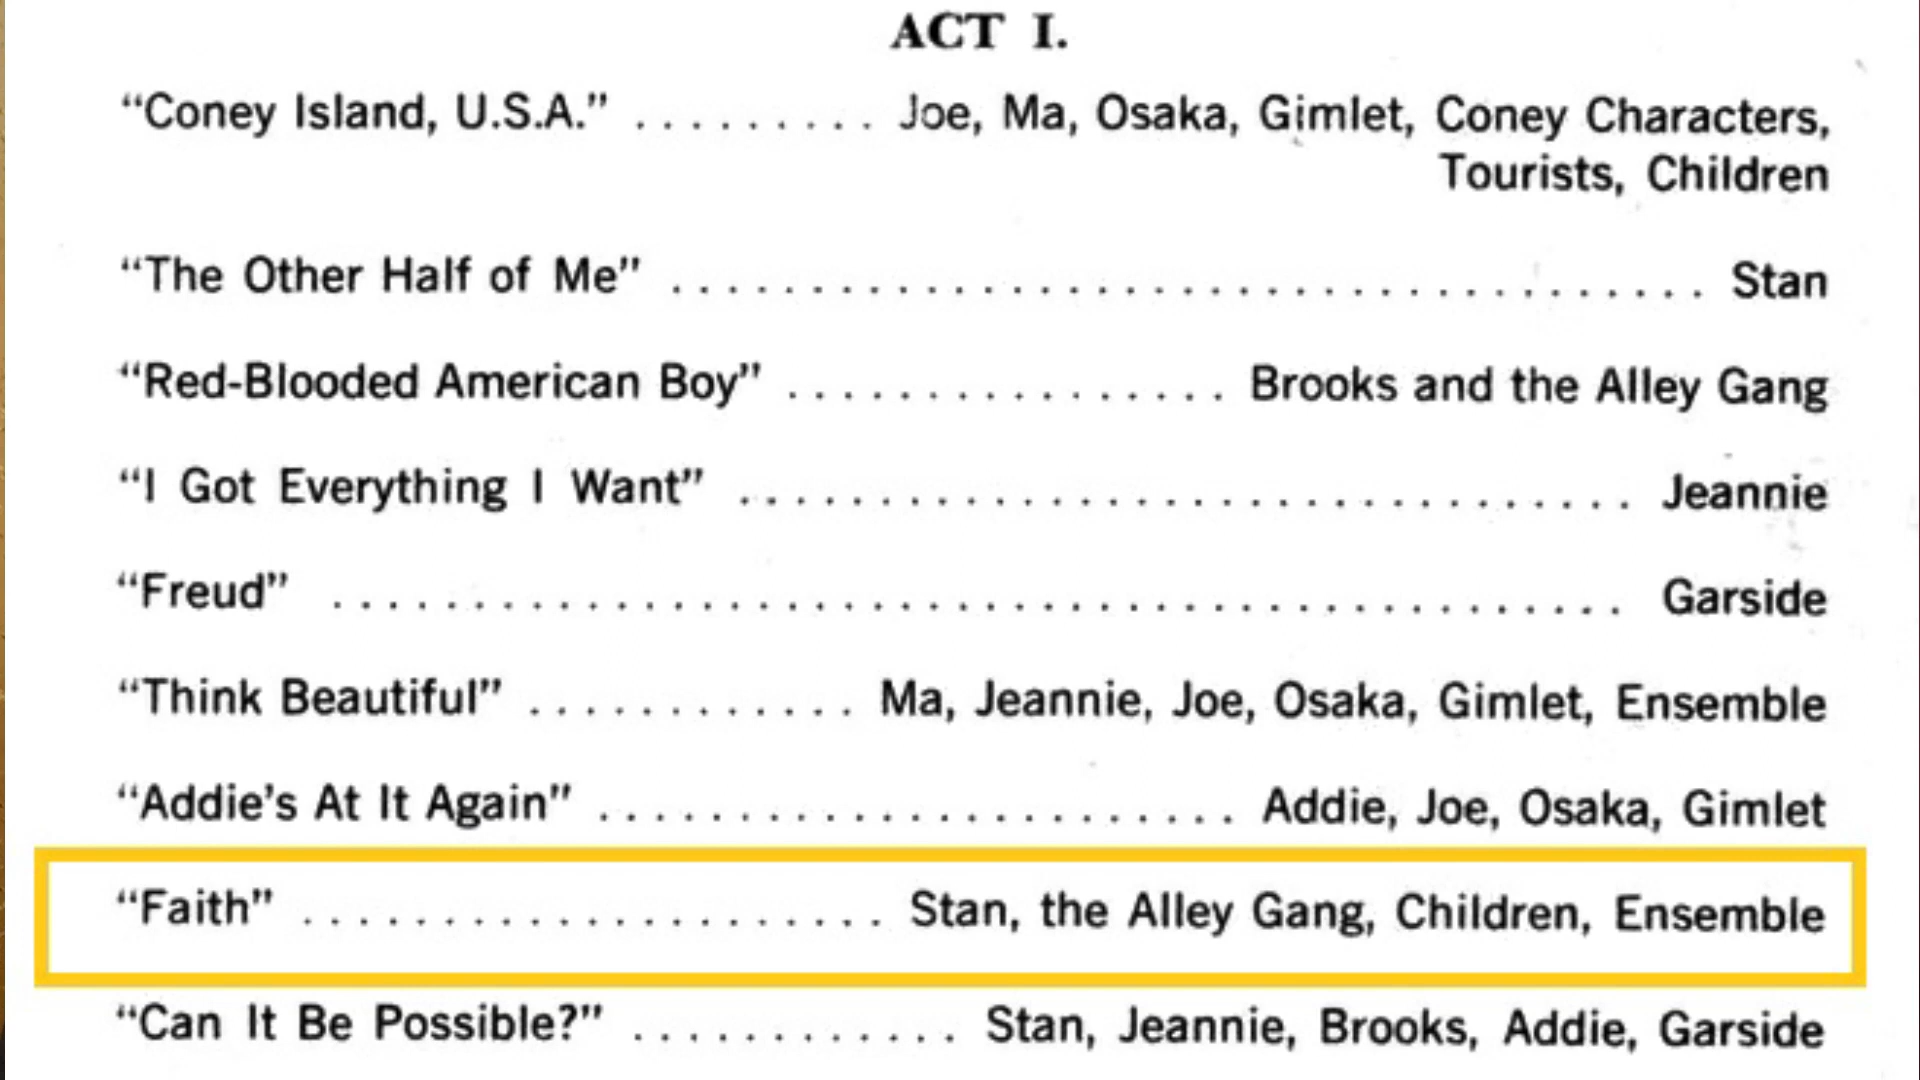 ACT I.
“Coney Island, U.S.A.” ......... Joe, Ma, Osaka, Gimlet, Coney Characters,
Tourists, Children
“The Other Half of Me” ..................................... Stan
“Red-Blooded American Boy” ................ Brooks and the Alley Gang
“I Got Everything I Want” ................................ Jeannie
“Freud” .............................................. Garside
“Think Beautiful” ............ Ma, Jeannie, Joe, Osaka, Gimlet, Ensemble
“Addie’s At It Again” ....................... Addie, Joe, Osaka, Gimlet
“Faith” ..................... Stan, the Alley Gang, Children, Ensemble
“Can It Be Possible?” ............ Stan, Jeannie, Brooks, Addie, Garside